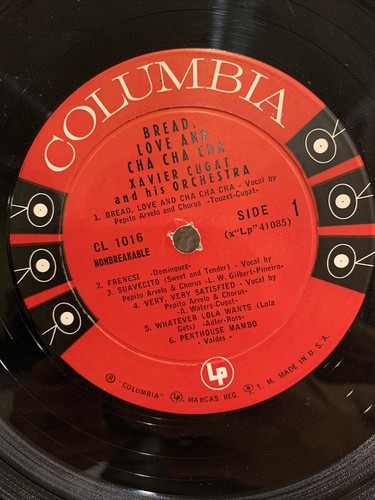 COLUMBIA
BREAD,
LOVE AND
CHA CHA CHA
XAVIER CUGAT
and his ORCHESTRA
1. BREAD, LOVE AND CHA CHA CHA - Vocal by
Pepito Arvelo and Chorus -Touzet-Cugat-
CL 1016
NONBREAKABLE
SIDE 1
(x"Lp"41085)
2. FRENESI -Dominguez-
3. SUAVECITO (Sweet and Tender) - Vocal by
Pepito Arvelo & Chorus -L. W. Gilbert-Pineiro-
4. VERY, VERY SATISFIED - Vocal by
Pepito Arvelo & Chorus-
-A. Waters-Cugat-
5. WHATEVER LOLA WANTS (Lola
Gets) -Adler-Ross-
6. PENTHOUSE MAMBO
- Valdes -
Lp
® "COLUMBIA" Lp, MARCAS REG. T. M. MADE IN U. S. A.